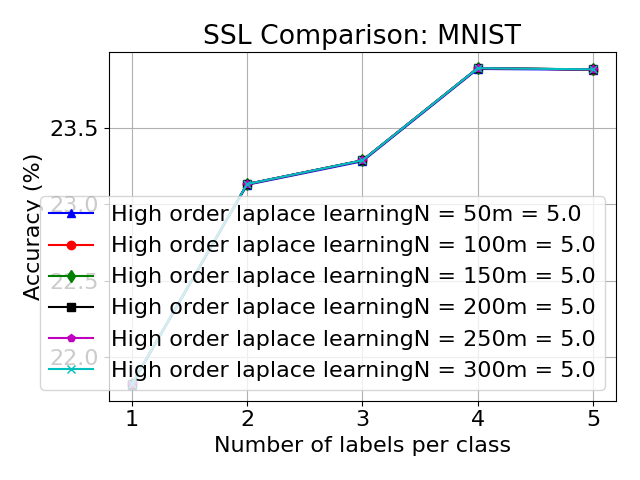 SSL Comparison: MNIST
Accuracy (%)
23.5
23.0
22.5
22.0
High order laplace learningN = 50m = 5.0
High order laplace learningN = 100m = 5.0
High order laplace learningN = 150m = 5.0
High order laplace learningN = 200m = 5.0
High order laplace learningN = 250m = 5.0
High order laplace learningN = 300m = 5.0
1 2 3 4 5
Number of labels per class